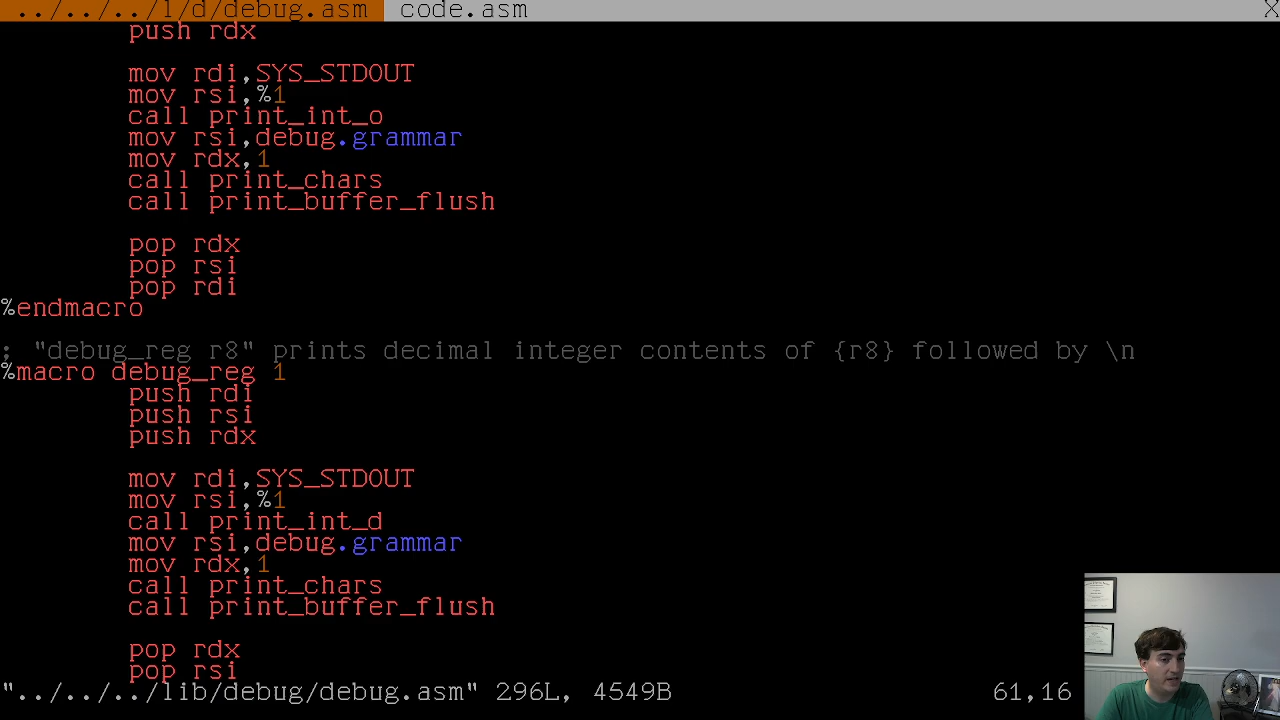 ../../../l/d/debug.asm code.asm X
push rdx
mov rdi,SYS_STDOUT
mov rsi,%1
call print_int_o
mov rsi,debug.grammar
mov rdx,1
call print_chars
call print_buffer_flush
pop rdx
pop rsi
pop rdi
%endmacro
; "debug_reg r8" prints decimal integer contents of {r8} followed by \n
%macro debug_reg 1
push rdi
push rsi
push rdx
mov rdi,SYS_STDOUT
mov rsi,%1
call print_int_d
mov rsi,debug.grammar
mov rdx,1
call print_chars
call print_buffer_flush
pop rdx
pop rsi
"../../../lib/debug/debug.asm" 296L, 4549B 61,16